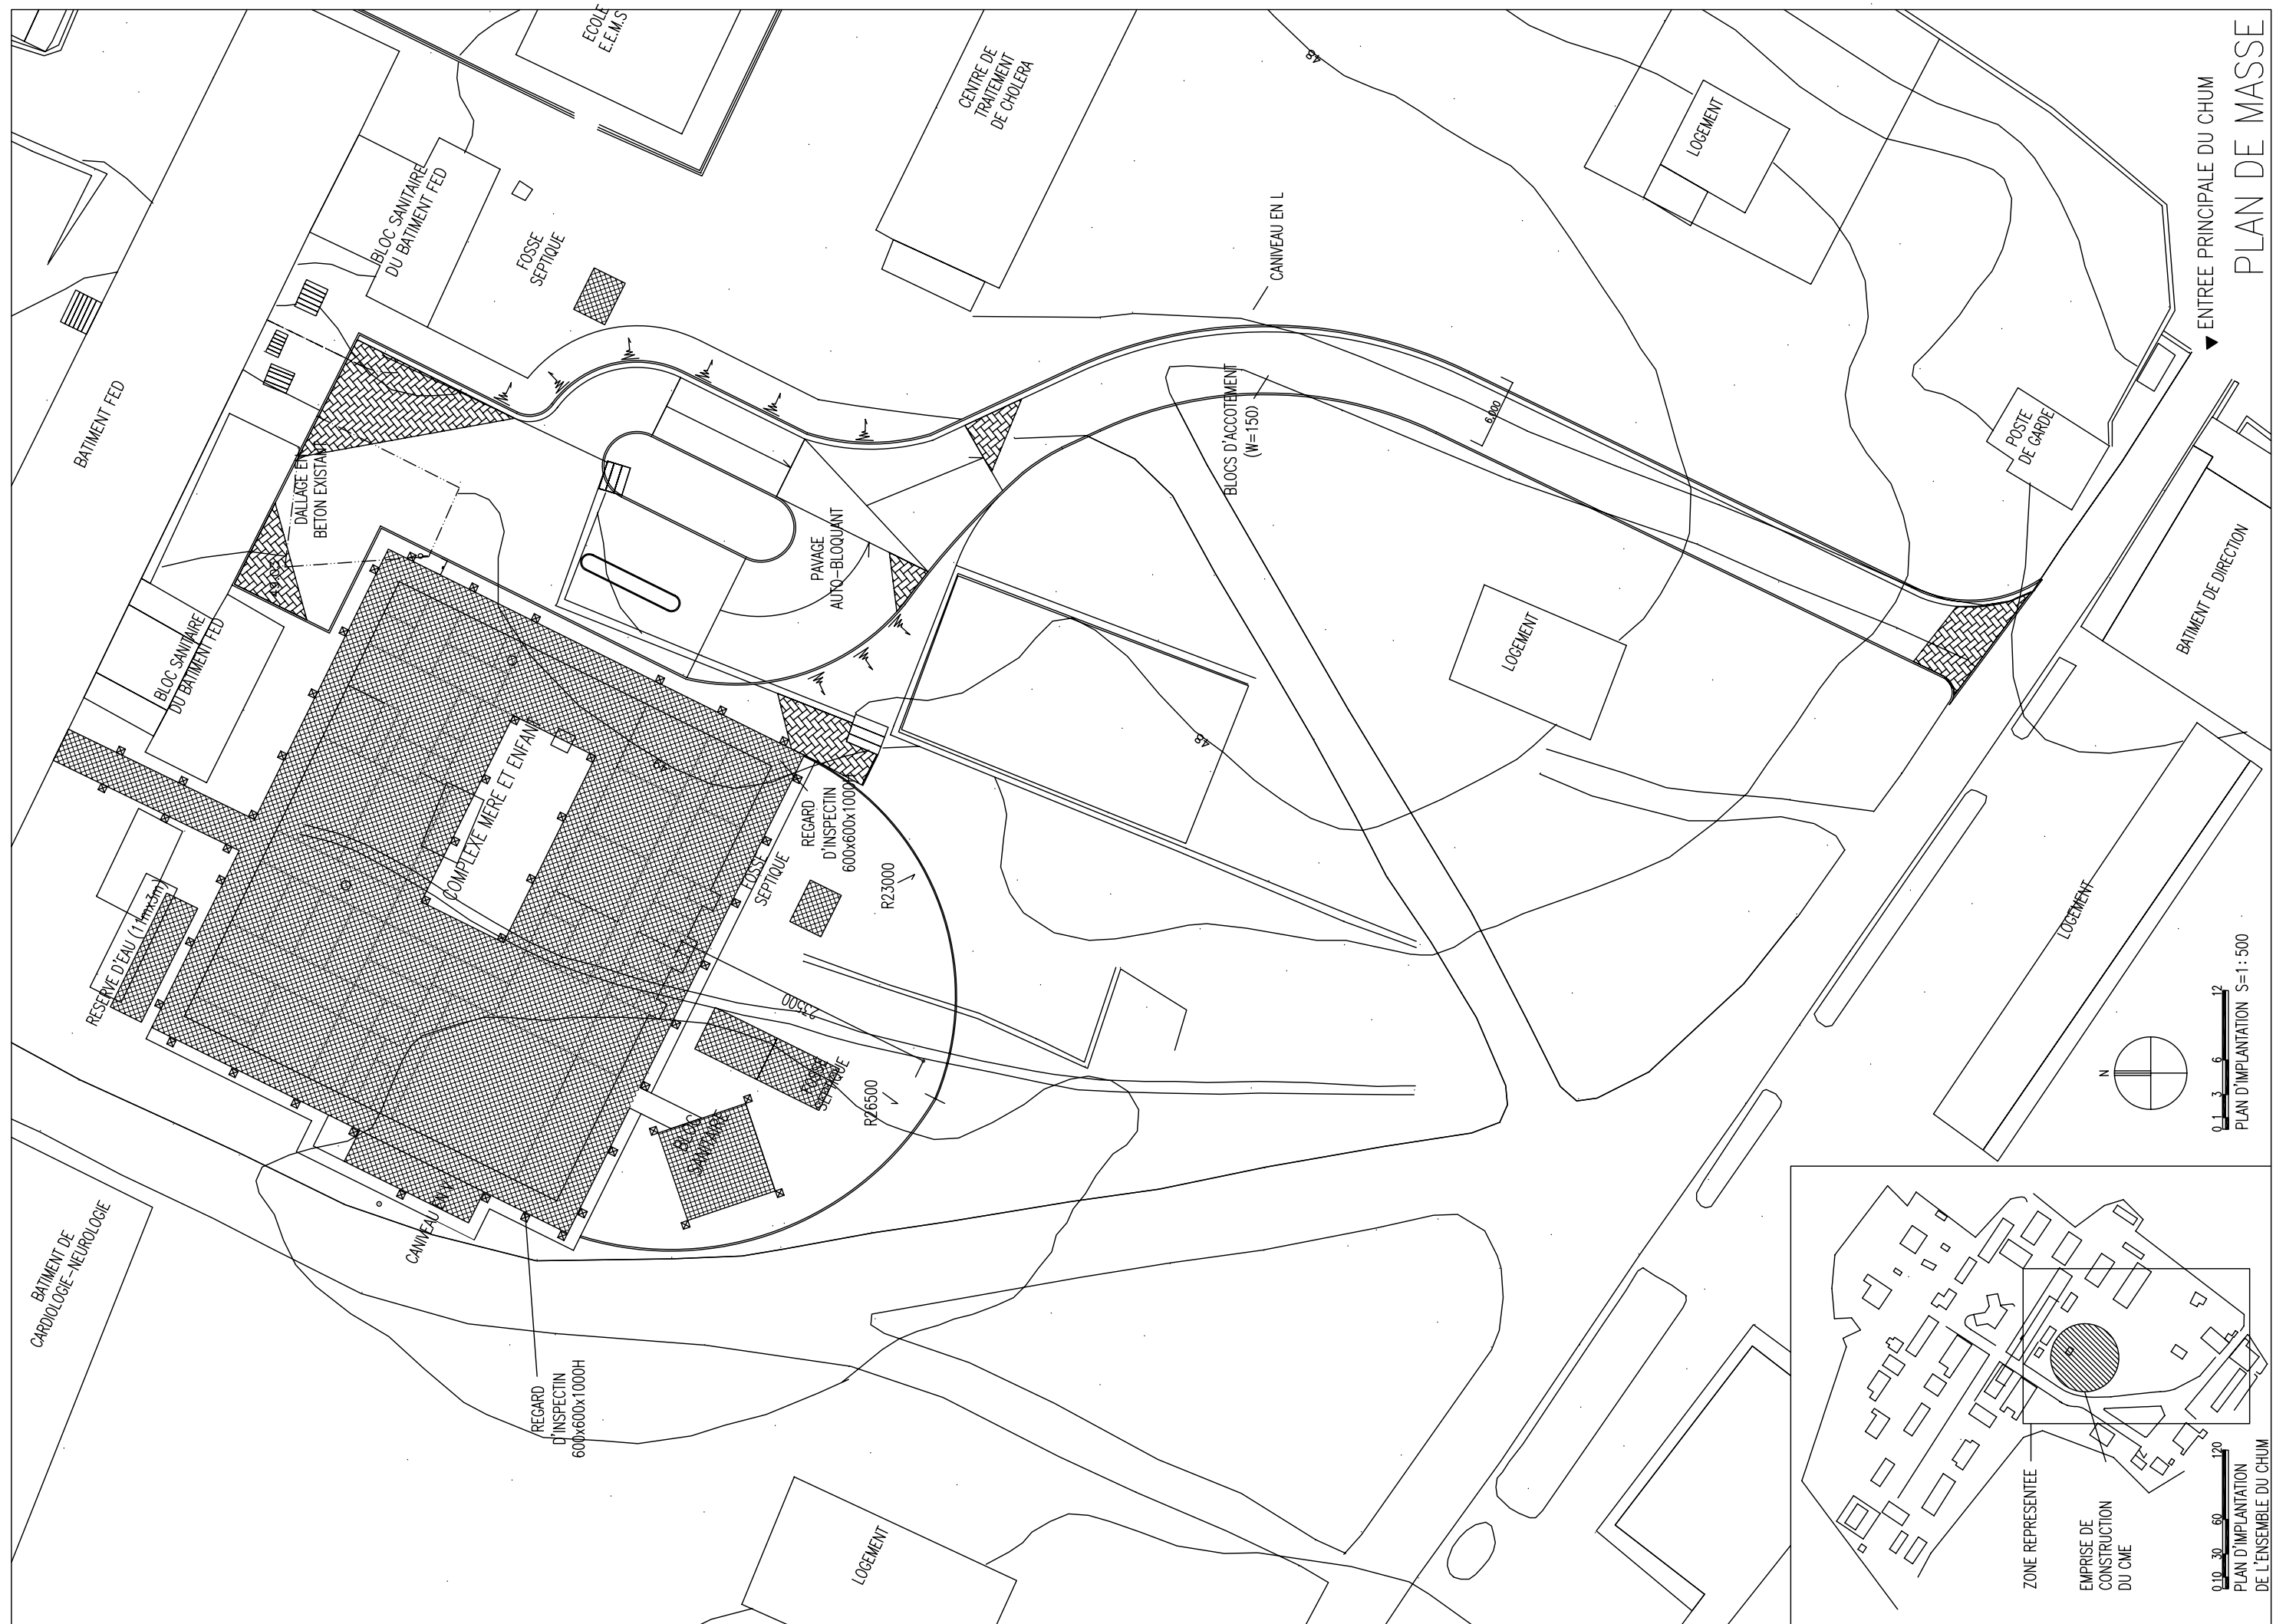 ECOLE
E.E.M.S
CENTRE DE
TRAITEMENT
DE CHOLERA
48
LOGEMENT
BLOC SANITAIRE
DU BATIMENT FED
FOSSE
SEPTIQUE
CANIVEAU EN L
ENTREE PRINCIPALE DU CHUM
PLAN DE MASSE
BATIMENT FED
DALLAGE EN
BETON EXISTANT
BLOCS D'ACCOTEMENT
(W=150)
6,000
POSTE
DE GARDE
PAVAGE
AUTO-BLOQUANT
BATIMENT DE DIRECTION
BLOC SANITAIRE
DU BATIMENT FED
LOGEMENT
48
COMPLEXE MERE ET ENFANT
REGARD
D'INSPECTIN
600x600x1000H
FOSSE
SEPTIQUE
R23000
RESERVE D'EAU (11mx3m)
23500
LOGEMENT
FOSSE
SEPTIQUE
R26500
BLOC
SANITAIRE
N
0 1 3 6 12
PLAN D'IMPLANTATION S=1:500
CANIVEAU EN V
BATIMENT DE
CARDIOLOGIE-NEUROLOGIE
REGARD
D'INSPECTIN
600x600x1000H
LOGEMENT
ZONE REPRESENTEE
EMPRISE DE
CONSTRUCTION
DU CME
0 10 30 60 120
PLAN D'IMPLANTATION
DE L'ENSEMBLE DU CHUM